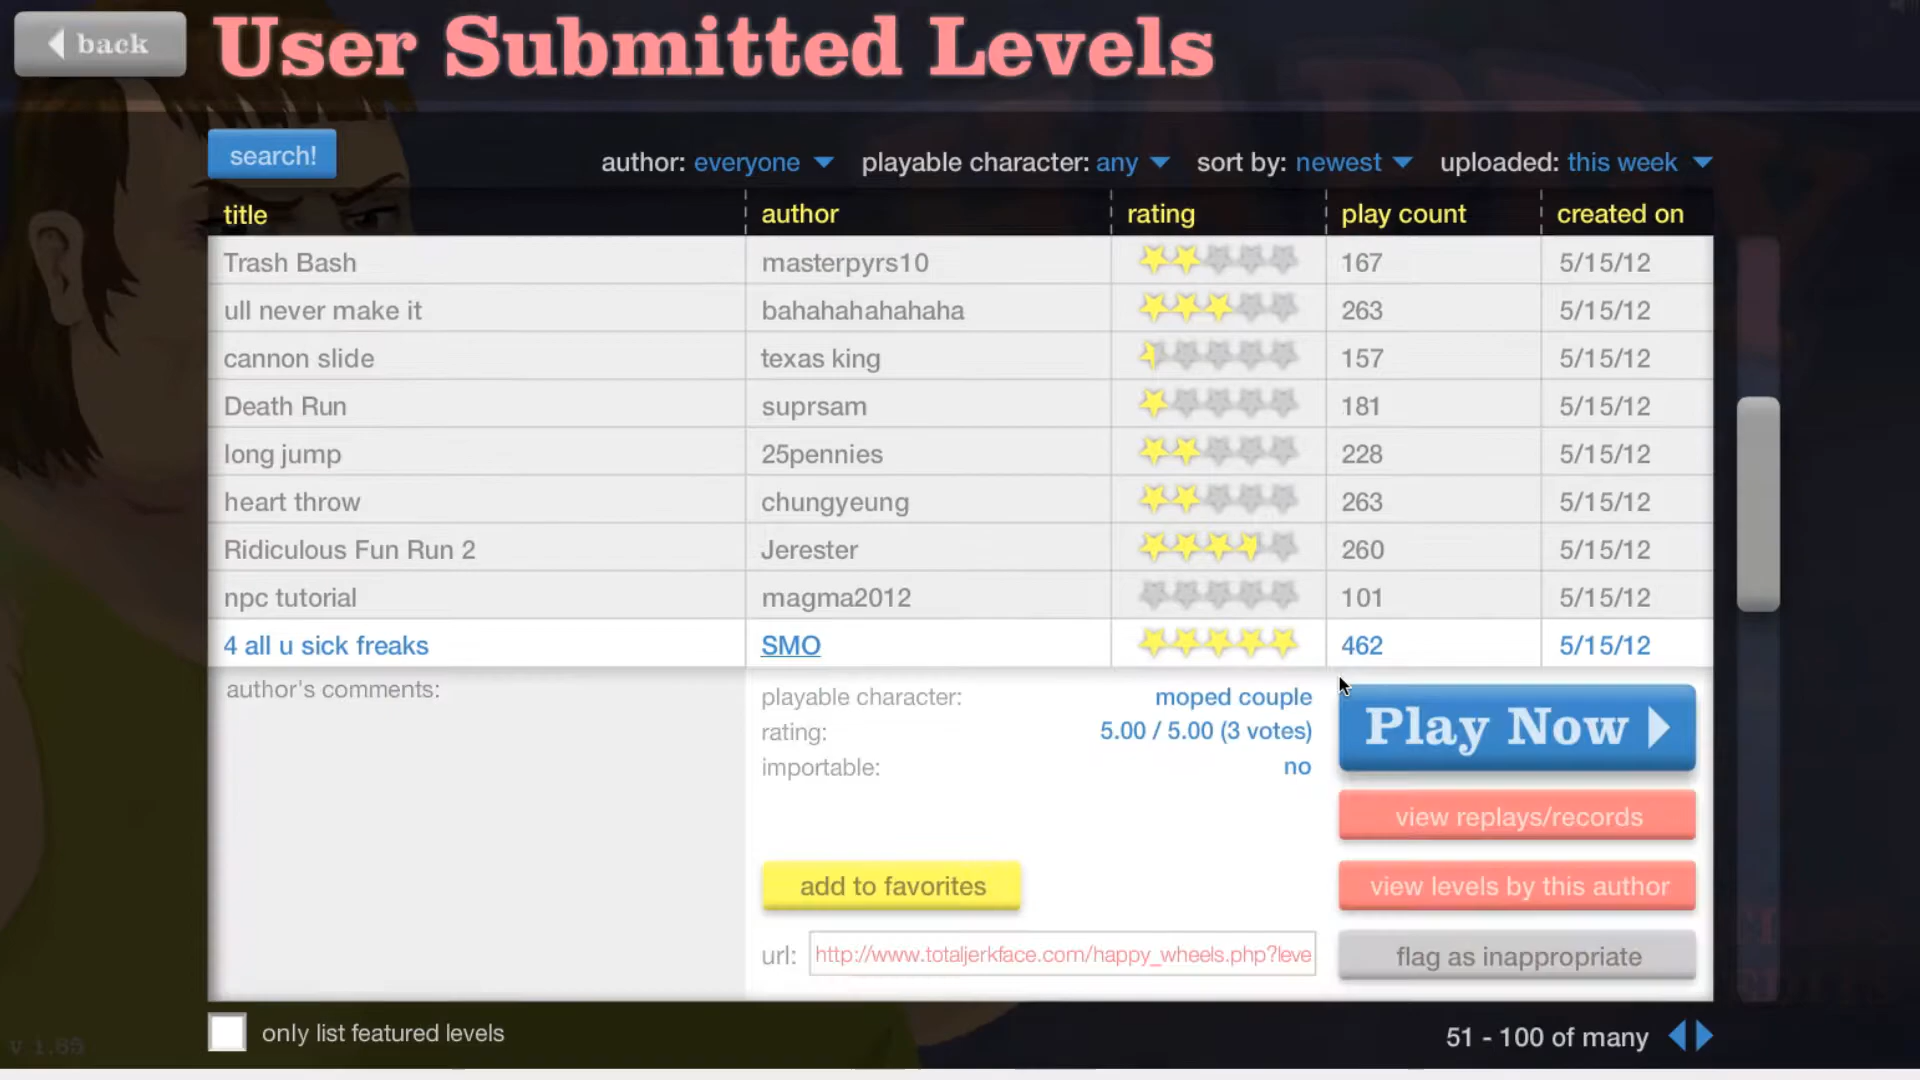 back
User Submitted Levels
search!
author: everyone playable character: any sort by: newest uploaded: this week
title author rating play count created on
Trash Bash masterpyrs10 167 5/15/12
ull never make it bahahahahahaha 263 5/15/12
cannon slide texas king 157 5/15/12
Death Run suprsam 181 5/15/12
long jump 25pennies 228 5/15/12
heart throw chungyeung 263 5/15/12
Ridiculous Fun Run 2 Jerester 260 5/15/12
npc tutorial magma2012 101 5/15/12
4 all u sick freaks SMO 462 5/15/12
author's comments:
playable character: moped couple
rating: 5.00 / 5.00 (3 votes)
importable: no
Play Now
view replays/records
add to favorites
view levels by this author
url: http://www.totaljerkface.com/happy_wheels.php?leve
flag as inappropriate
only list featured levels
51 - 100 of many
v 1.65